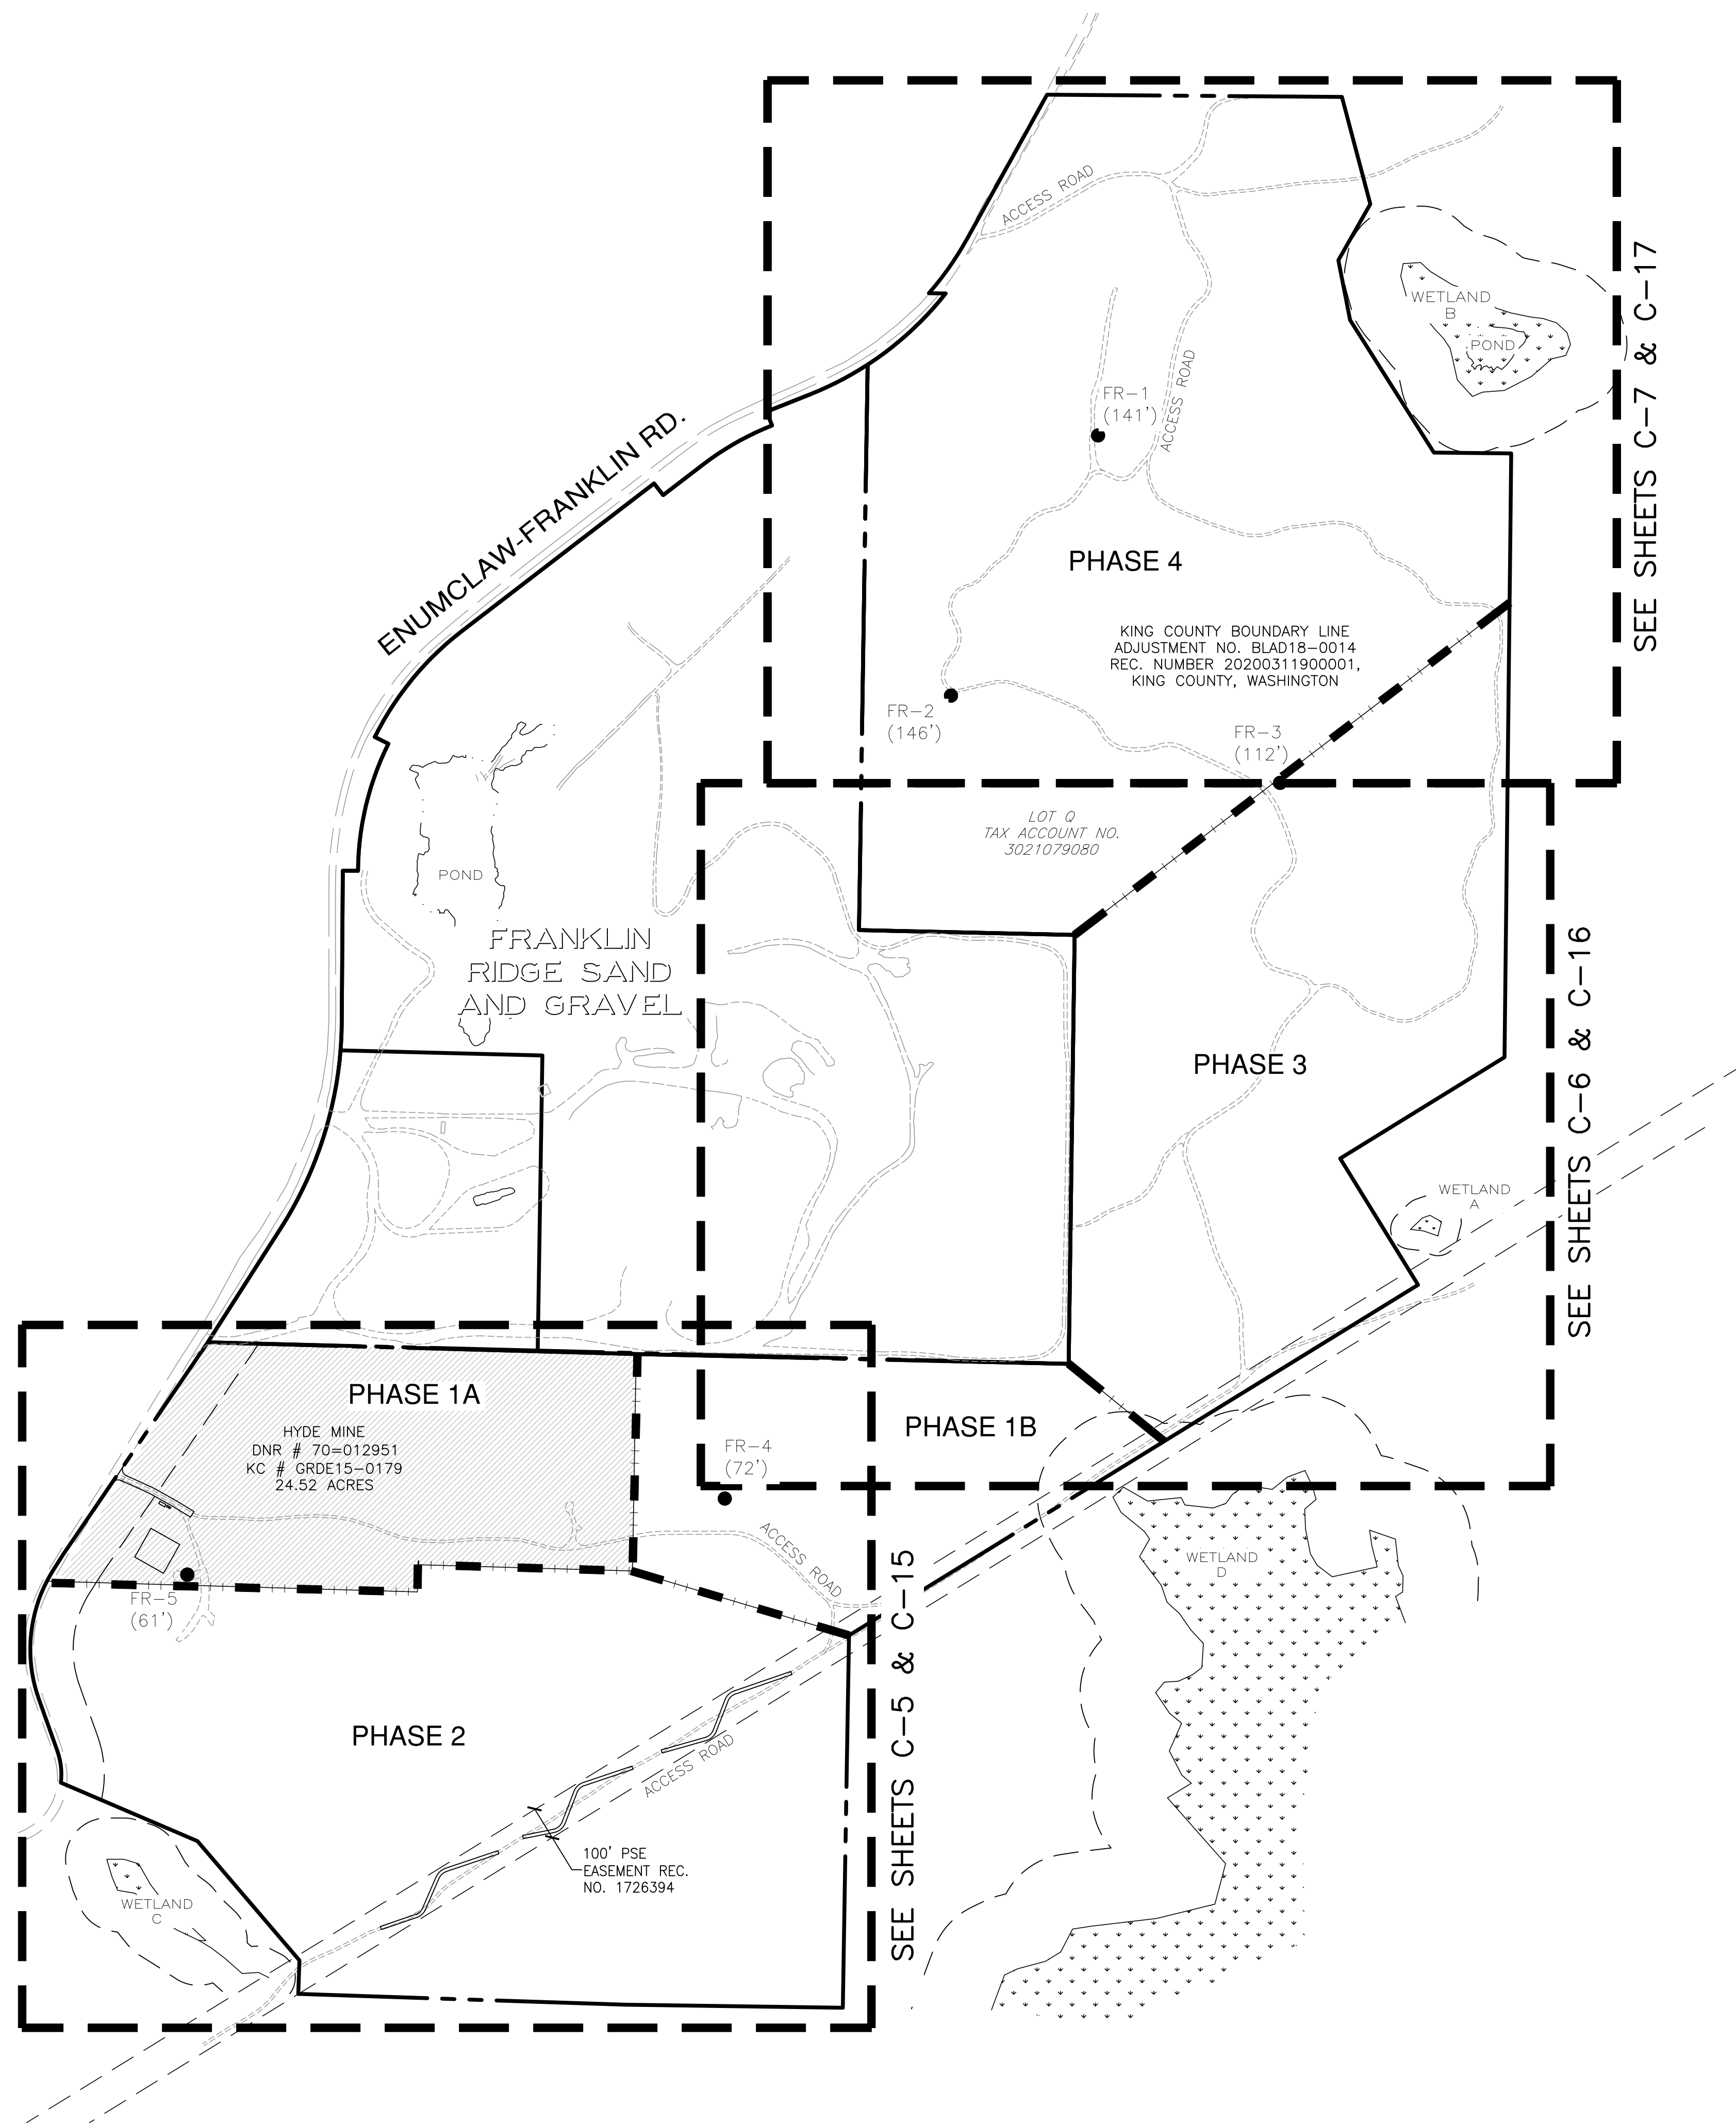 ACCESS ROAD
WETLAND
B
POND
SEE SHEETS C-7 & C-17
FR-1
(141')
ACCESS ROAD
ENUMCLAW-FRANKLIN RD.
PHASE 4
KING COUNTY BOUNDARY LINE
ADJUSTMENT NO. BLAD18-0014
REC. NUMBER 20200311900001,
KING COUNTY, WASHINGTON
FR-2
(146')
FR-3
(112')
LOT Q
TAX ACCOUNT NO.
3021079080
POND
FRANKLIN
RIDGE SAND
AND GRAVEL
PHASE 3
SEE SHEETS C-6 & C-16
WETLAND
A
PHASE 1A
HYDE MINE
DNR # 70=012951
KC # GRDE15-0179
24.52 ACRES
PHASE 1B
FR-4
(72')
ACCESS ROAD
WETLAND
D
FR-5
(61')
PHASE 2
ACCESS ROAD
SEE SHEETS C-5 & C-15
100' PSE
EASEMENT REC.
NO. 1726394
WETLAND
C